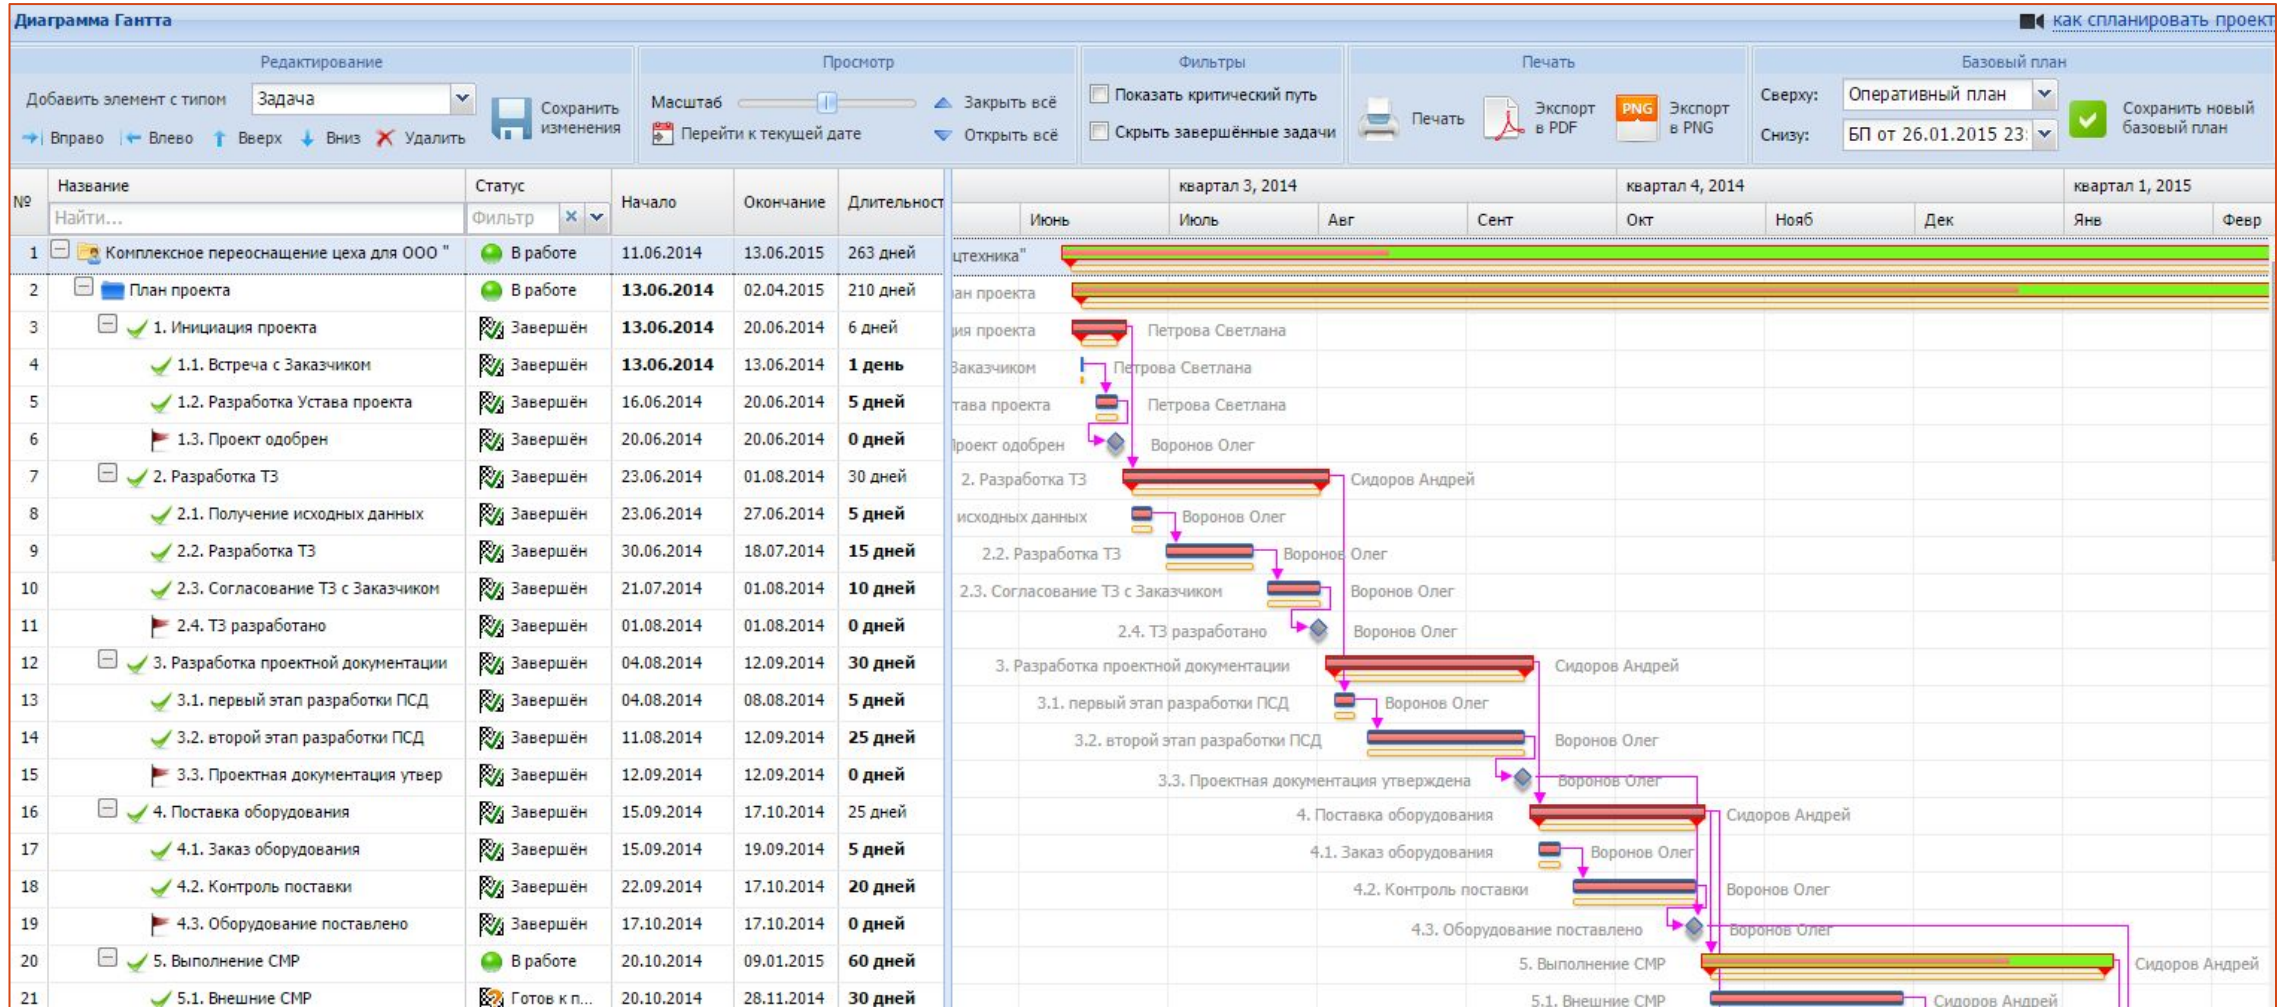 Диаграмма Гантта
как спланировать проект
Редактирование
Просмотр
Фильтры
Печать
Базовый план
Добавить элемент с типом Задача
Сохранить изменения
Вправо Влево Вверх Вниз Удалить
Масштаб
Закрыть всё
Перейти к текущей дате
Открыть всё
Показать критический путь
Скрыть завершённые задачи
Печать
Экспорт в PDF
PNG Экспорт в PNG
Сверху: Оперативный план
Снизу: БП от 26.01.2015 23:
Сохранить новый базовый план
№ Название Статус Начало Окончание Длительност
Найти... Фильтр
квартал 3, 2014 квартал 4, 2014 квартал 1, 2015
Июнь Июль Авг Сент Окт Нояб Дек Янв Февр
1 Комплексное переоснащение цеха для ООО " В работе 11.06.2014 13.06.2015 263 дней цтехника"
2 План проекта В работе 13.06.2014 02.04.2015 210 дней ан проекта
3 1. Инициация проекта Завершён 13.06.2014 20.06.2014 6 дней ия проекта Петрова Светлана
4 1.1. Встреча с Заказчиком Завершён 13.06.2014 13.06.2014 1 день Заказчиком Петрова Светлана
5 1.2. Разработка Устава проекта Завершён 16.06.2014 20.06.2014 5 дней тава проекта Петрова Светлана
6 1.3. Проект одобрен Завершён 20.06.2014 20.06.2014 0 дней Проект одобрен Воронов Олег
7 2. Разработка ТЗ Завершён 23.06.2014 01.08.2014 30 дней 2. Разработка ТЗ Сидоров Андрей
8 2.1. Получение исходных данных Завершён 23.06.2014 27.06.2014 5 дней исходных данных Воронов Олег
9 2.2. Разработка ТЗ Завершён 30.06.2014 18.07.2014 15 дней 2.2. Разработка ТЗ Воронов Олег
10 2.3. Согласование ТЗ с Заказчиком Завершён 21.07.2014 01.08.2014 10 дней 2.3. Согласование ТЗ с Заказчиком Воронов Олег
11 2.4. ТЗ разработано Завершён 01.08.2014 01.08.2014 0 дней 2.4. ТЗ разработано Воронов Олег
12 3. Разработка проектной документации Завершён 04.08.2014 12.09.2014 30 дней 3. Разработка проектной документации Сидоров Андрей
13 3.1. первый этап разработки ПСД Завершён 04.08.2014 08.08.2014 5 дней 3.1. первый этап разработки ПСД Воронов Олег
14 3.2. второй этап разработки ПСД Завершён 11.08.2014 12.09.2014 25 дней 3.2. второй этап разработки ПСД Воронов Олег
15 3.3. Проектная документация утвер Завершён 12.09.2014 12.09.2014 0 дней 3.3. Проектная документация утверждена Воронов Олег
16 4. Поставка оборудования Завершён 15.09.2014 17.10.2014 25 дней 4. Поставка оборудования Сидоров Андрей
17 4.1. Заказ оборудования Завершён 15.09.2014 19.09.2014 5 дней 4.1. Заказ оборудования Воронов Олег
18 4.2. Контроль поставки Завершён 22.09.2014 17.10.2014 20 дней 4.2. Контроль поставки Воронов Олег
19 4.3. Оборудование поставлено Завершён 17.10.2014 17.10.2014 0 дней 4.3. Оборудование поставлено Воронов Олег
20 5. Выполнение СМР В работе 20.10.2014 09.01.2015 60 дней 5. Выполнение СМР Сидоров Андрей
21 5.1. Внешние СМР Готов к п... 20.10.2014 28.11.2014 30 дней 5.1. Внешние СМР Сидоров Андрей